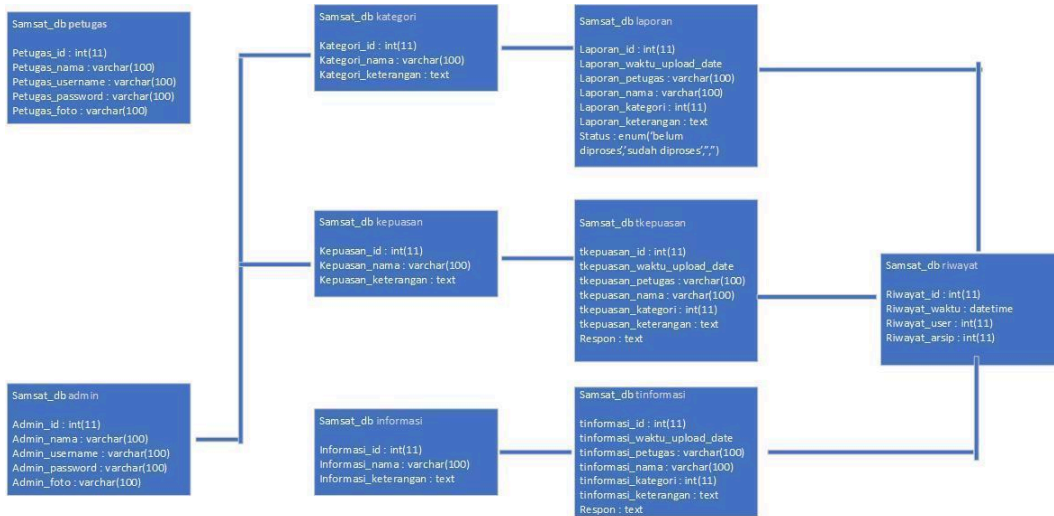 Samsat_db petugas
Petugas_id : int(11)
Petugas_nama : varchar(100)
Petugas_username : varchar(100)
Petugas_password : varchar(100)
Petugas_foto : varchar(100)
Samsat_db kategori
Kategori_id : int(11)
Kategori_nama : varchar(100)
Kategori_keterangan : text
Samsat_db laporan
Laporan_id : int(11)
Laporan_waktu_upload_date
Laporan_petugas : varchar(100)
Laporan_nama : varchar(100)
Laporan_kategori : int(11)
Laporan_keterangan : text
Status : enum('belum
diproses','sudah diproses','','')
Samsat_db kepuasan
Kepuasan_id : int(11)
Kepuasan_nama : varchar(100)
Kepuasan_keterangan : text
Samsat_db tkepuasan
tkepuasan_id : int(11)
tkepuasan_waktu_upload_date
tkepuasan_petugas : varchar(100)
tkepuasan_nama : varchar(100)
tkepuasan_kategori : int(11)
tkepuasan_keterangan : text
Respon : text
Samsat_db riwayat
Riwayat_id : int(11)
Riwayat_waktu : datetime
Riwayat_user : int(11)
Riwayat_arsip : int(11)
Samsat_db admin
Admin_id : int(11)
Admin_nama : varchar(100)
Admin_username : varchar(100)
Admin_password : varchar(100)
Admin_foto : varchar(100)
Samsat_db informasi
Informasi_id : int(11)
Informasi_nama : varchar(100)
Informasi_keterangan : text
Samsat_db tinformasi
tinformasi_id : int(11)
tinformasi_waktu_upload_date
tinformasi_petugas : varchar(100)
tinformasi_nama : varchar(100)
tinformasi_kategori : int(11)
tinformasi_keterangan : text
Respon : text